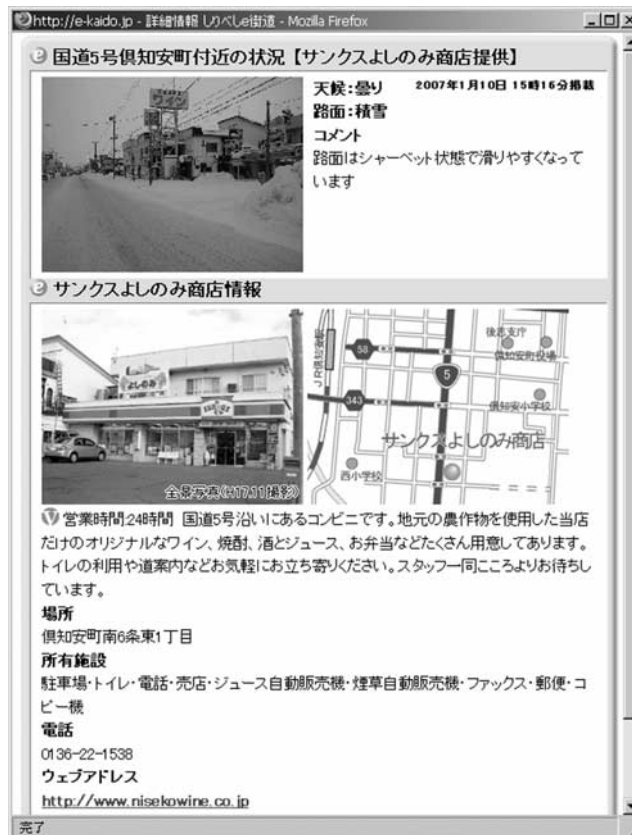 http://e-kaido.jp - 詳細情報 しりべしe街道 - Mozilla Firefox
国道5号倶知安町付近の状況【サンクスよしのみ商店提供】
ワイン
天候：曇り 2007年1月10日 15時16分掲載
路面：積雪
コメント
路面はシャーベット状態で滑りやすくなって
います
サンクスよしのみ商店情報
よしのみ
全景写真(H17.11撮影)
JR倶知安駅
58
後志支庁
倶知安町役場
5
343
倶知安小学校
サンクスよしのみ商店
西小学校
営業時間:24時間 国道5号沿いにあるコンビニです。地元の農作物を使用した当店
だけのオリジナルなワイン、焼酎、酒とジュース、お弁当などたくさん用意してあります。
トイレの利用や道案内などお気軽にお立ち寄りください。スタッフ一同こころよりお待ちし
ています。
場所
倶知安町南6条東1丁目
所有施設
駐車場・トイレ・電話・売店・ジュース自動販売機・煙草自動販売機・ファックス・郵便・コ
ピー機
電話
0136-22-1538
ウェブアドレス
http://www.nisekowine.co.jp
完了